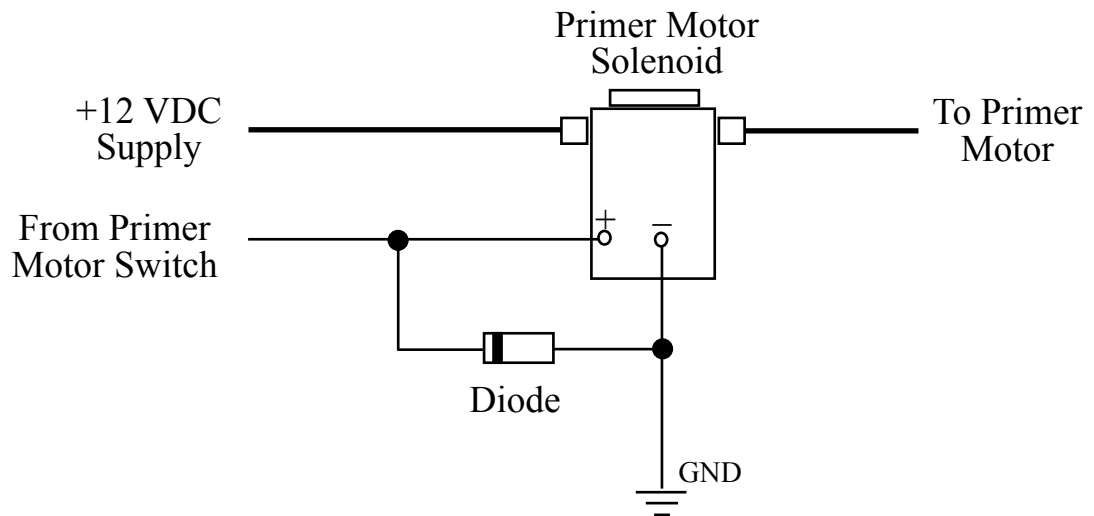 Primer Motor
Solenoid
+12 VDC
Supply
To Primer
Motor
From Primer
Motor Switch
+
−
Diode
GND